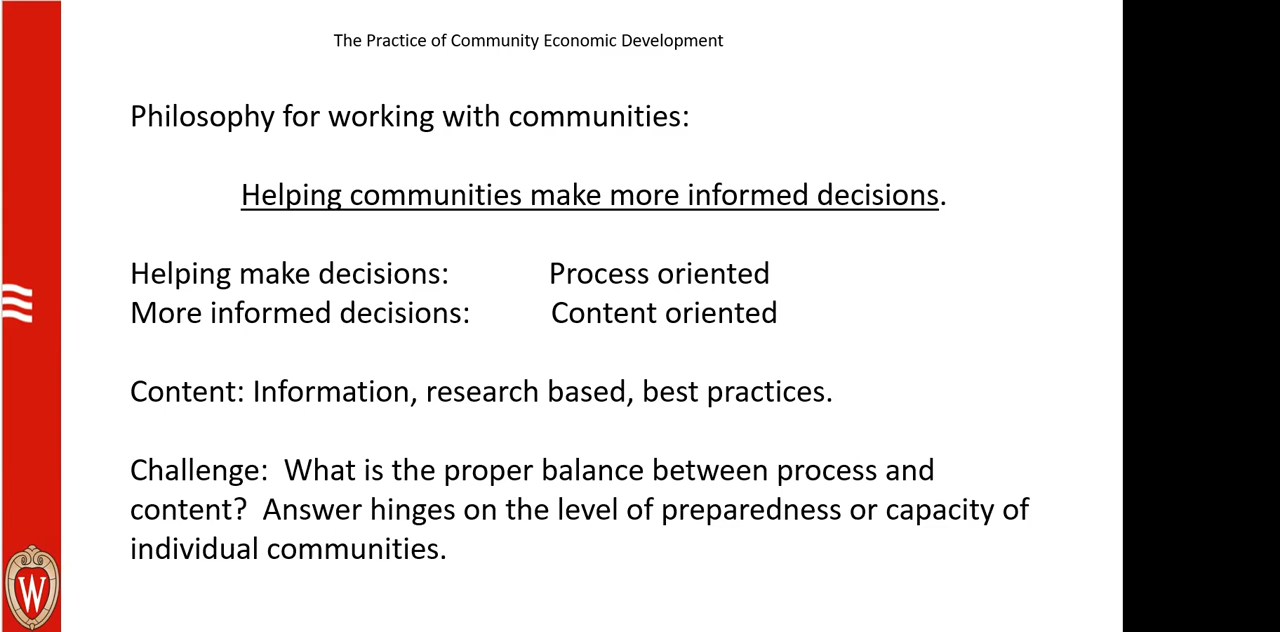 The Practice of Community Economic Development
Philosophy for working with communities:
Helping communities make more informed decisions.
Helping make decisions: Process oriented
More informed decisions: Content oriented
Content: Information, research based, best practices.
Challenge: What is the proper balance between process and
content? Answer hinges on the level of preparedness or capacity of
individual communities.
W